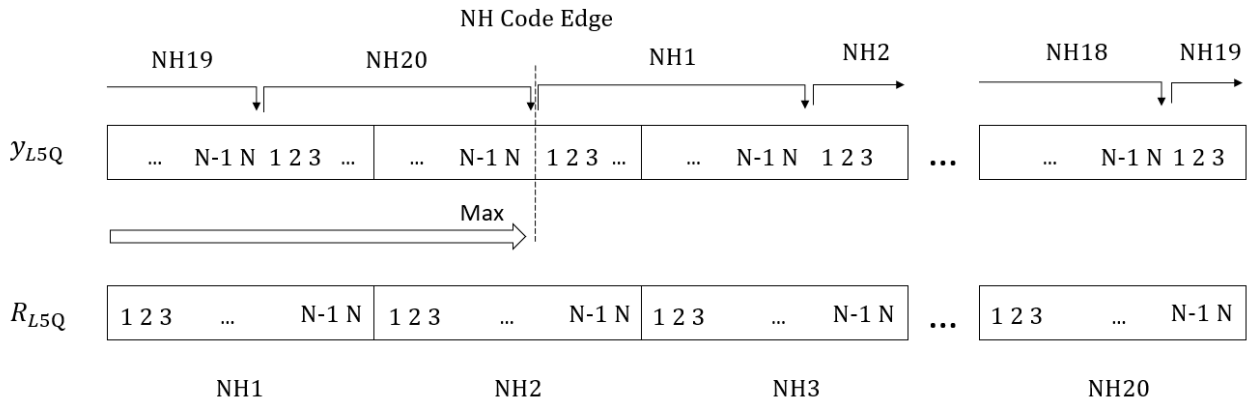 NH Code Edge
NH19 NH20 NH1 NH2 NH18 NH19
y_L5Q ... N-1 N 1 2 3 ... ... N-1 N 1 2 3 ... ... N-1 N 1 2 3 ... ... N-1 N 1 2 3
Max
R_L5Q 1 2 3 ... N-1 N 1 2 3 ... N-1 N 1 2 3 ... N-1 N ... 1 2 3 ... N-1 N
NH1 NH2 NH3 NH20